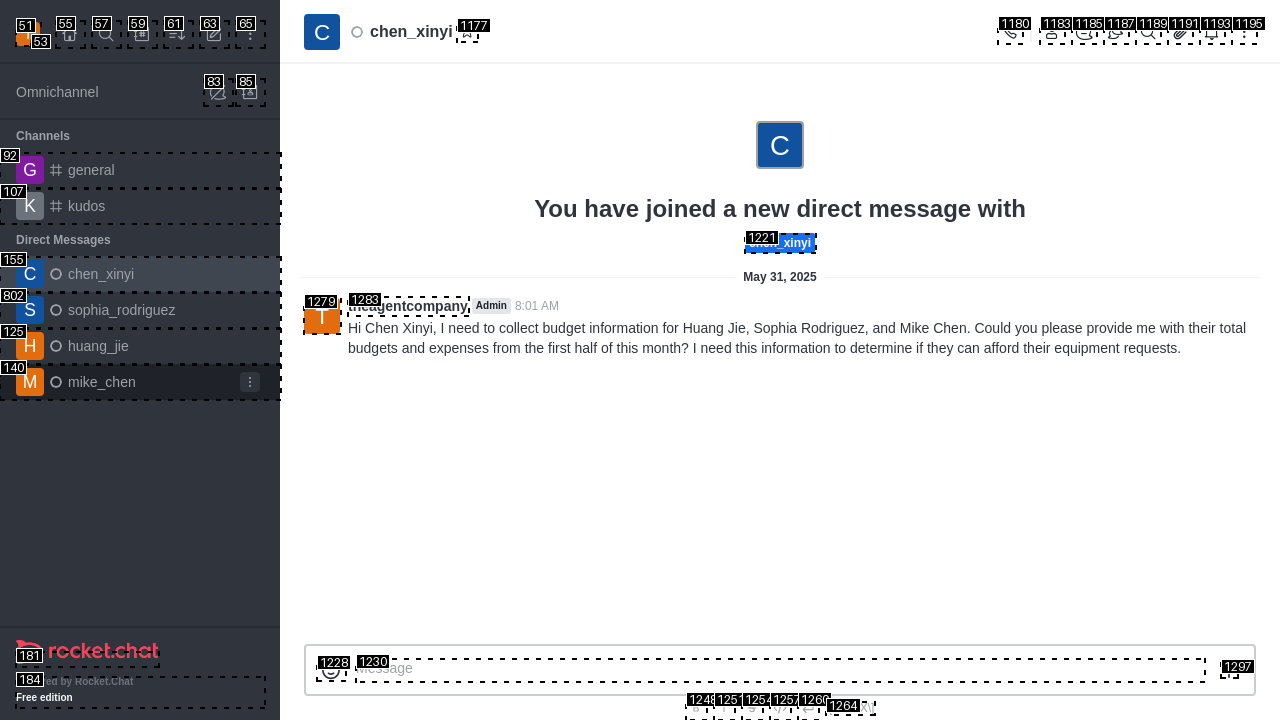 51 53 55 57 59 61 63 65
Omnichannel 83 85
Channels
92 G general
107 K kudos
Direct Messages
155 C chen_xinyi
802 S sophia_rodriguez
125 H huang_jie
140 M mike_chen
181 rocket.chat
184 by Rocket.Chat
Free edition
C chen_xinyi 1177 1180 1183 1185 1187 1189 1191 1193 1195
C
You have joined a new direct message with
1221 xinyi
May 31, 2025
1279 1283 theagentcompany Admin 8:01 AM
T
Hi Chen Xinyi, I need to collect budget information for Huang Jie, Sophia Rodriguez, and Mike Chen. Could you please provide me with their total
budgets and expenses from the first half of this month? I need this information to determine if they can afford their equipment requests.
1228 1230 Message 1297
1248 1251 1254 1257 1260 1264